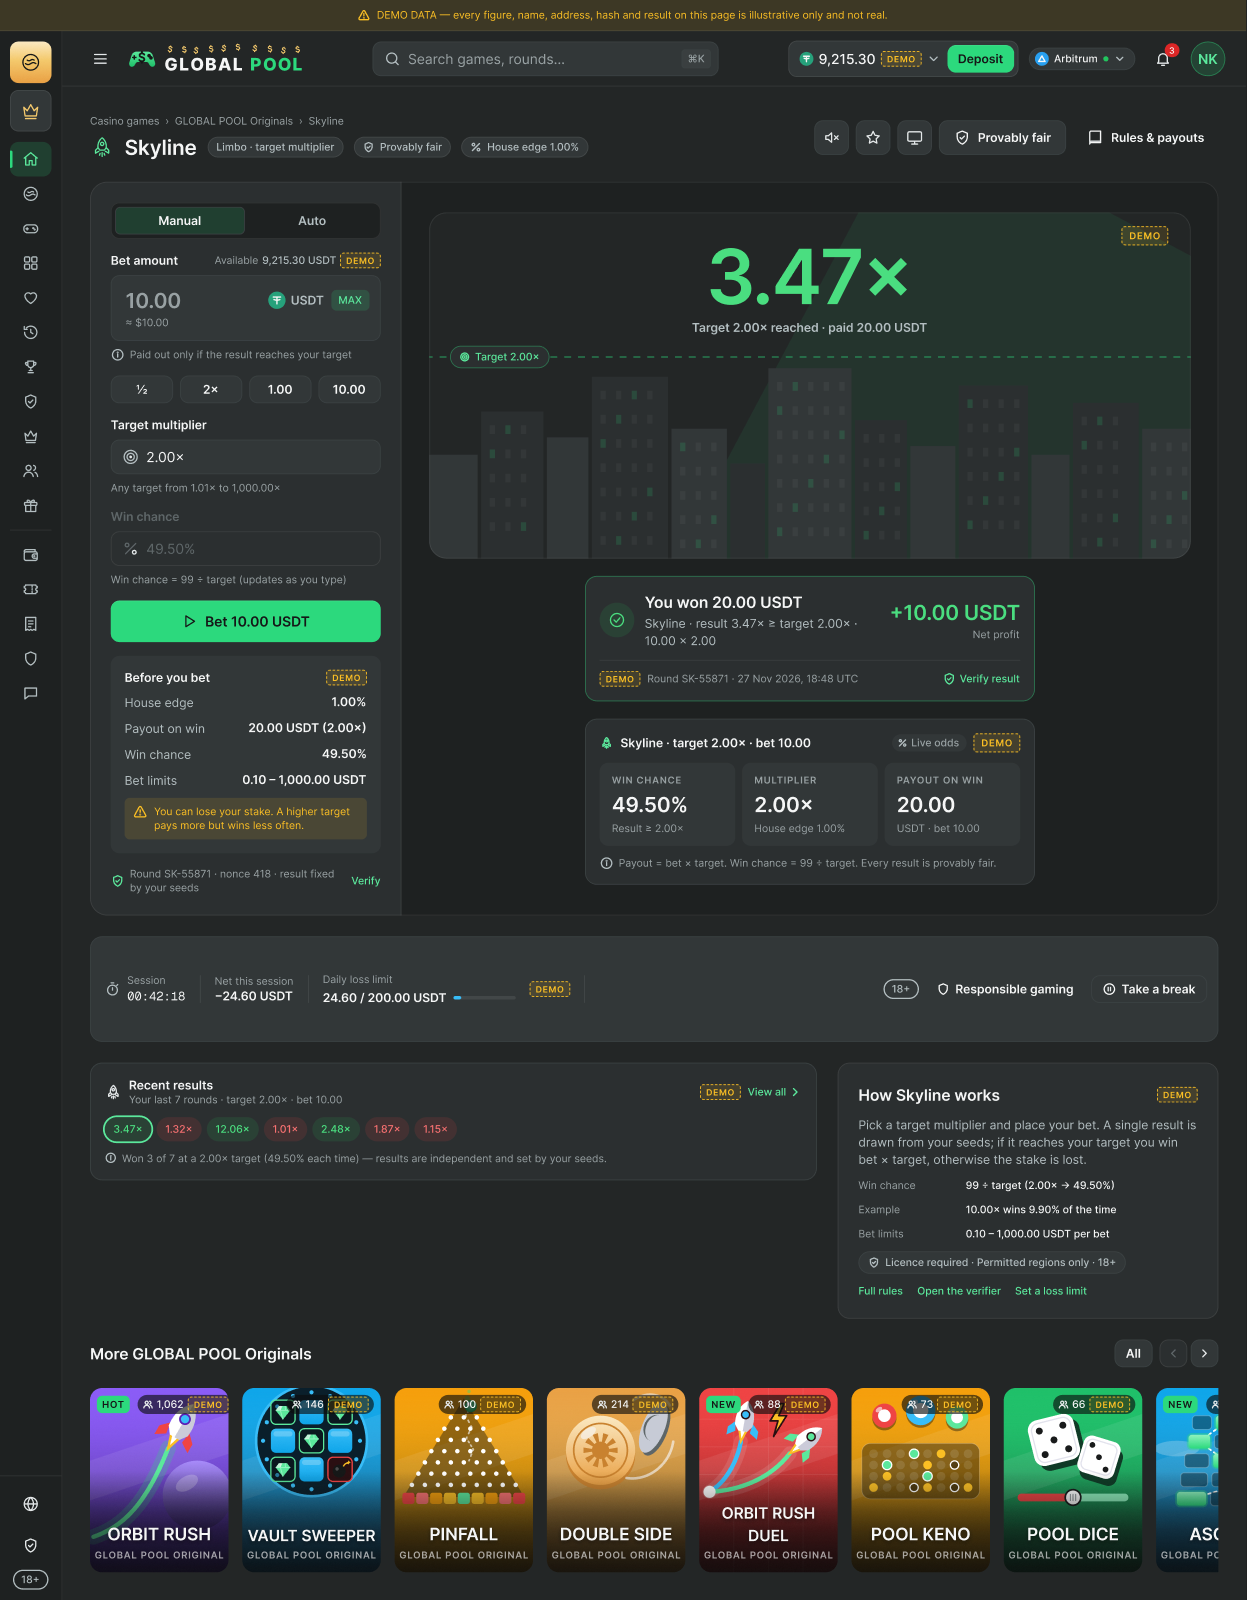 DEMO DATA — every figure, name, address, hash and result on this page is illustrative only and not real.
GLOBAL POOL
Search games, rounds...
⌘K
9,215.30 DEMO
Deposit
Arbitrum
3
NK
Casino games › GLOBAL POOL Originals › Skyline
Skyline
Limbo · target multiplier
Provably fair
House edge 1.00%
Provably fair
Rules & payouts
Manual
Auto
Bet amount
Available 9,215.30 USDT DEMO
10.00
≈ $10.00
USDT
MAX
Paid out only if the result reaches your target
½
2×
1.00
10.00
Target multiplier
2.00×
Any target from 1.01× to 1,000.00×
Win chance
49.50%
Win chance = 99 ÷ target (updates as you type)
Bet 10.00 USDT
Before you bet
DEMO
House edge 1.00%
Payout on win 20.00 USDT (2.00×)
Win chance 49.50%
Bet limits 0.10 – 1,000.00 USDT
You can lose your stake. A higher target
pays more but wins less often.
Round SK-55871 · nonce 418 · result fixed
by your seeds
Verify
DEMO
3.47×
Target 2.00× reached · paid 20.00 USDT
Target 2.00×
You won 20.00 USDT
Skyline · result 3.47× ≥ target 2.00× ·
10.00 × 2.00
+10.00 USDT
Net profit
DEMO Round SK-55871 · 27 Nov 2026, 18:48 UTC
Verify result
Skyline · target 2.00× · bet 10.00
Live odds
DEMO
WIN CHANCE
49.50%
Result ≥ 2.00×
MULTIPLIER
2.00×
House edge 1.00%
PAYOUT ON WIN
20.00
USDT · bet 10.00
Payout = bet × target. Win chance = 99 ÷ target. Every result is provably fair.
Session
00:42:18
Net this session
−24.60 USDT
Daily loss limit
24.60 / 200.00 USDT
DEMO
18+
Responsible gaming
Take a break
Recent results
Your last 7 rounds · target 2.00× · bet 10.00
DEMO
View all
3.47×
1.32×
12.06×
1.01×
2.48×
1.87×
1.15×
Won 3 of 7 at a 2.00× target (49.50% each time) — results are independent and set by your seeds.
How Skyline works
DEMO
Pick a target multiplier and place your bet. A single result is
drawn from your seeds; if it reaches your target you win
bet × target, otherwise the stake is lost.
Win chance 99 ÷ target (2.00× → 49.50%)
Example 10.00× wins 9.90% of the time
Bet limits 0.10 – 1,000.00 USDT per bet
Licence required · Permitted regions only · 18+
Full rules
Open the verifier
Set a loss limit
More GLOBAL POOL Originals
All
HOT
1,062 DEMO
ORBIT RUSH
GLOBAL POOL ORIGINAL
146 DEMO
VAULT SWEEPER
GLOBAL POOL ORIGINAL
100 DEMO
PINFALL
GLOBAL POOL ORIGINAL
214 DEMO
DOUBLE SIDE
GLOBAL POOL ORIGINAL
NEW
88 DEMO
ORBIT RUSH
DUEL
GLOBAL POOL ORIGINAL
73 DEMO
POOL KENO
GLOBAL POOL ORIGINAL
66 DEMO
POOL DICE
GLOBAL POOL ORIGINAL
NEW
GLOBAL
18+